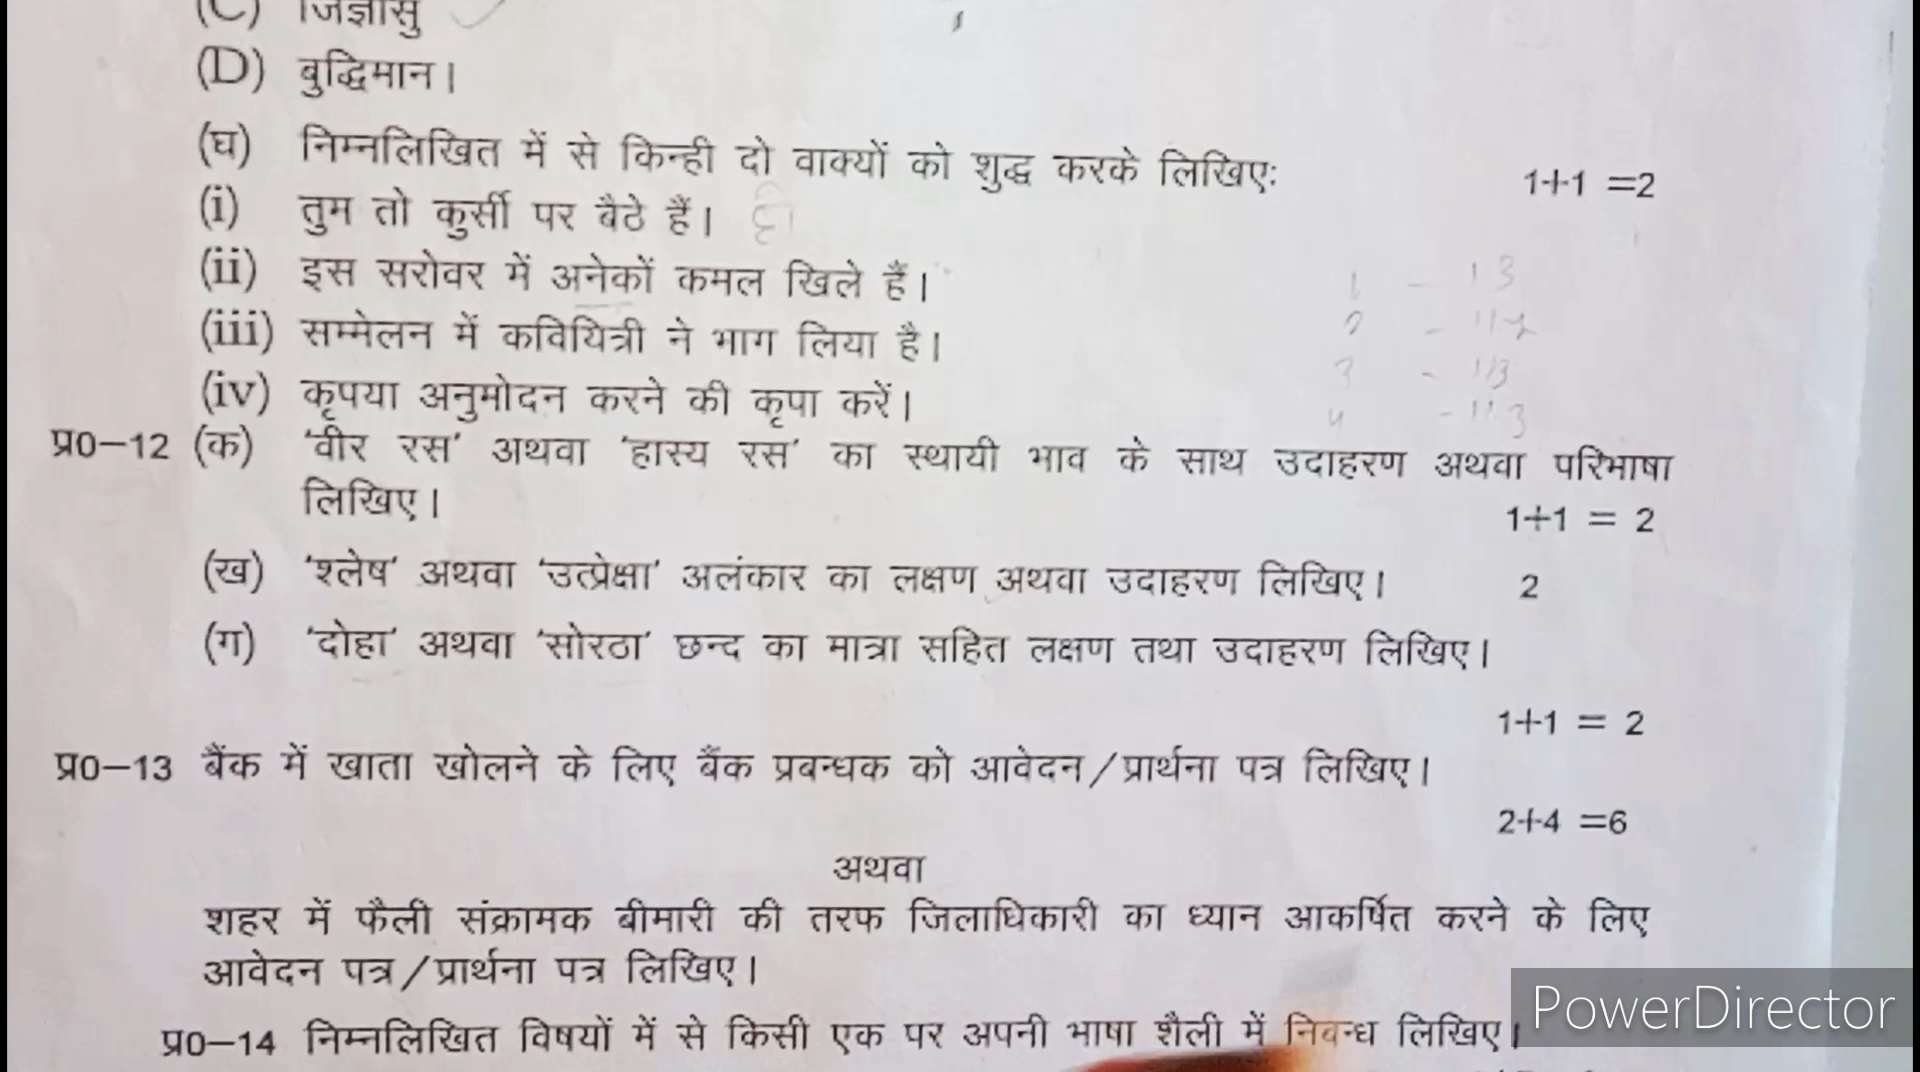 (C) जिज्ञासु
(D) बुद्धिमान।
(घ) निम्नलिखित में से किन्ही दो वाक्यों को शुद्ध करके लिखिएः 1+1 =2
(i) तुम तो कुर्सी पर बैठे हैं।
(ii) इस सरोवर में अनेकों कमल खिले हैं।
(iii) सम्मेलन में कवियित्री ने भाग लिया है।
(iv) कृपया अनुमोदन करने की कृपा करें।
प्र0–12 (क) 'वीर रस' अथवा 'हास्य रस' का स्थायी भाव के साथ उदाहरण अथवा परिभाषा
लिखिए। 1+1 = 2
(ख) 'श्लेष' अथवा 'उत्प्रेक्षा' अलंकार का लक्षण अथवा उदाहरण लिखिए। 2
(ग) 'दोहा' अथवा 'सोरठा' छन्द का मात्रा सहित लक्षण तथा उदाहरण लिखिए।
1+1 = 2
प्र0–13 बैंक में खाता खोलने के लिए बैंक प्रबन्धक को आवेदन/प्रार्थना पत्र लिखिए।
2+4 =6
अथवा
शहर में फैली संक्रामक बीमारी की तरफ जिलाधिकारी का ध्यान आकर्षित करने के लिए
आवेदन पत्र/प्रार्थना पत्र लिखिए।
प्र0–14 निम्नलिखित विषयों में से किसी एक पर अपनी भाषा शैली में निबन्ध लिखिए।
PowerDirector